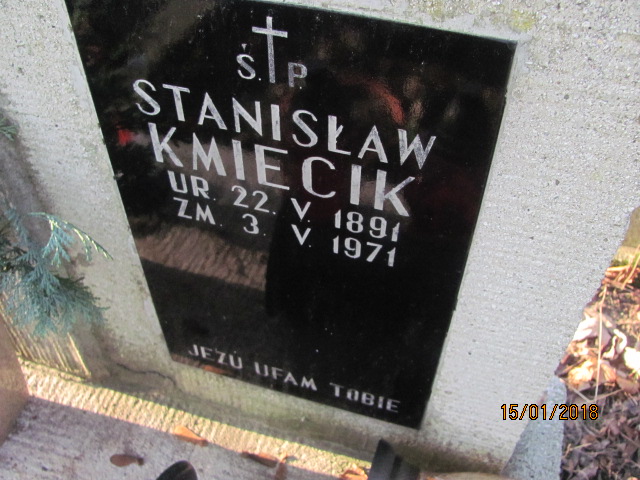 Ś.P.
STANISŁAW
KMIECIK
UR. 22. V. 1891
ZM. 3. V. 1971
JEZU UFAM TOBIE
15/01/2018